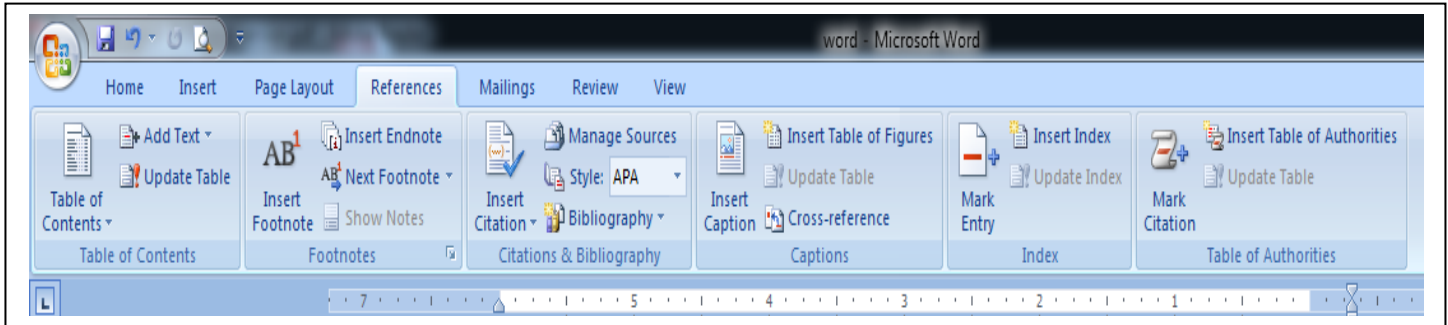 word - Microsoft Word
Home Insert Page Layout References Mailings Review View
Table of Contents
Add Text
Update Table
Table of Contents
AB1
Insert Footnote
Insert Endnote
AB1 Next Footnote
Show Notes
Footnotes
Insert Citation
Manage Sources
Style: APA
Bibliography
Citations & Bibliography
Insert Caption
Insert Table of Figures
Update Table
Cross-reference
Captions
Mark Entry
Insert Index
Update Index
Index
Mark Citation
Insert Table of Authorities
Update Table
Table of Authorities
L
7 5 4 3 2 1